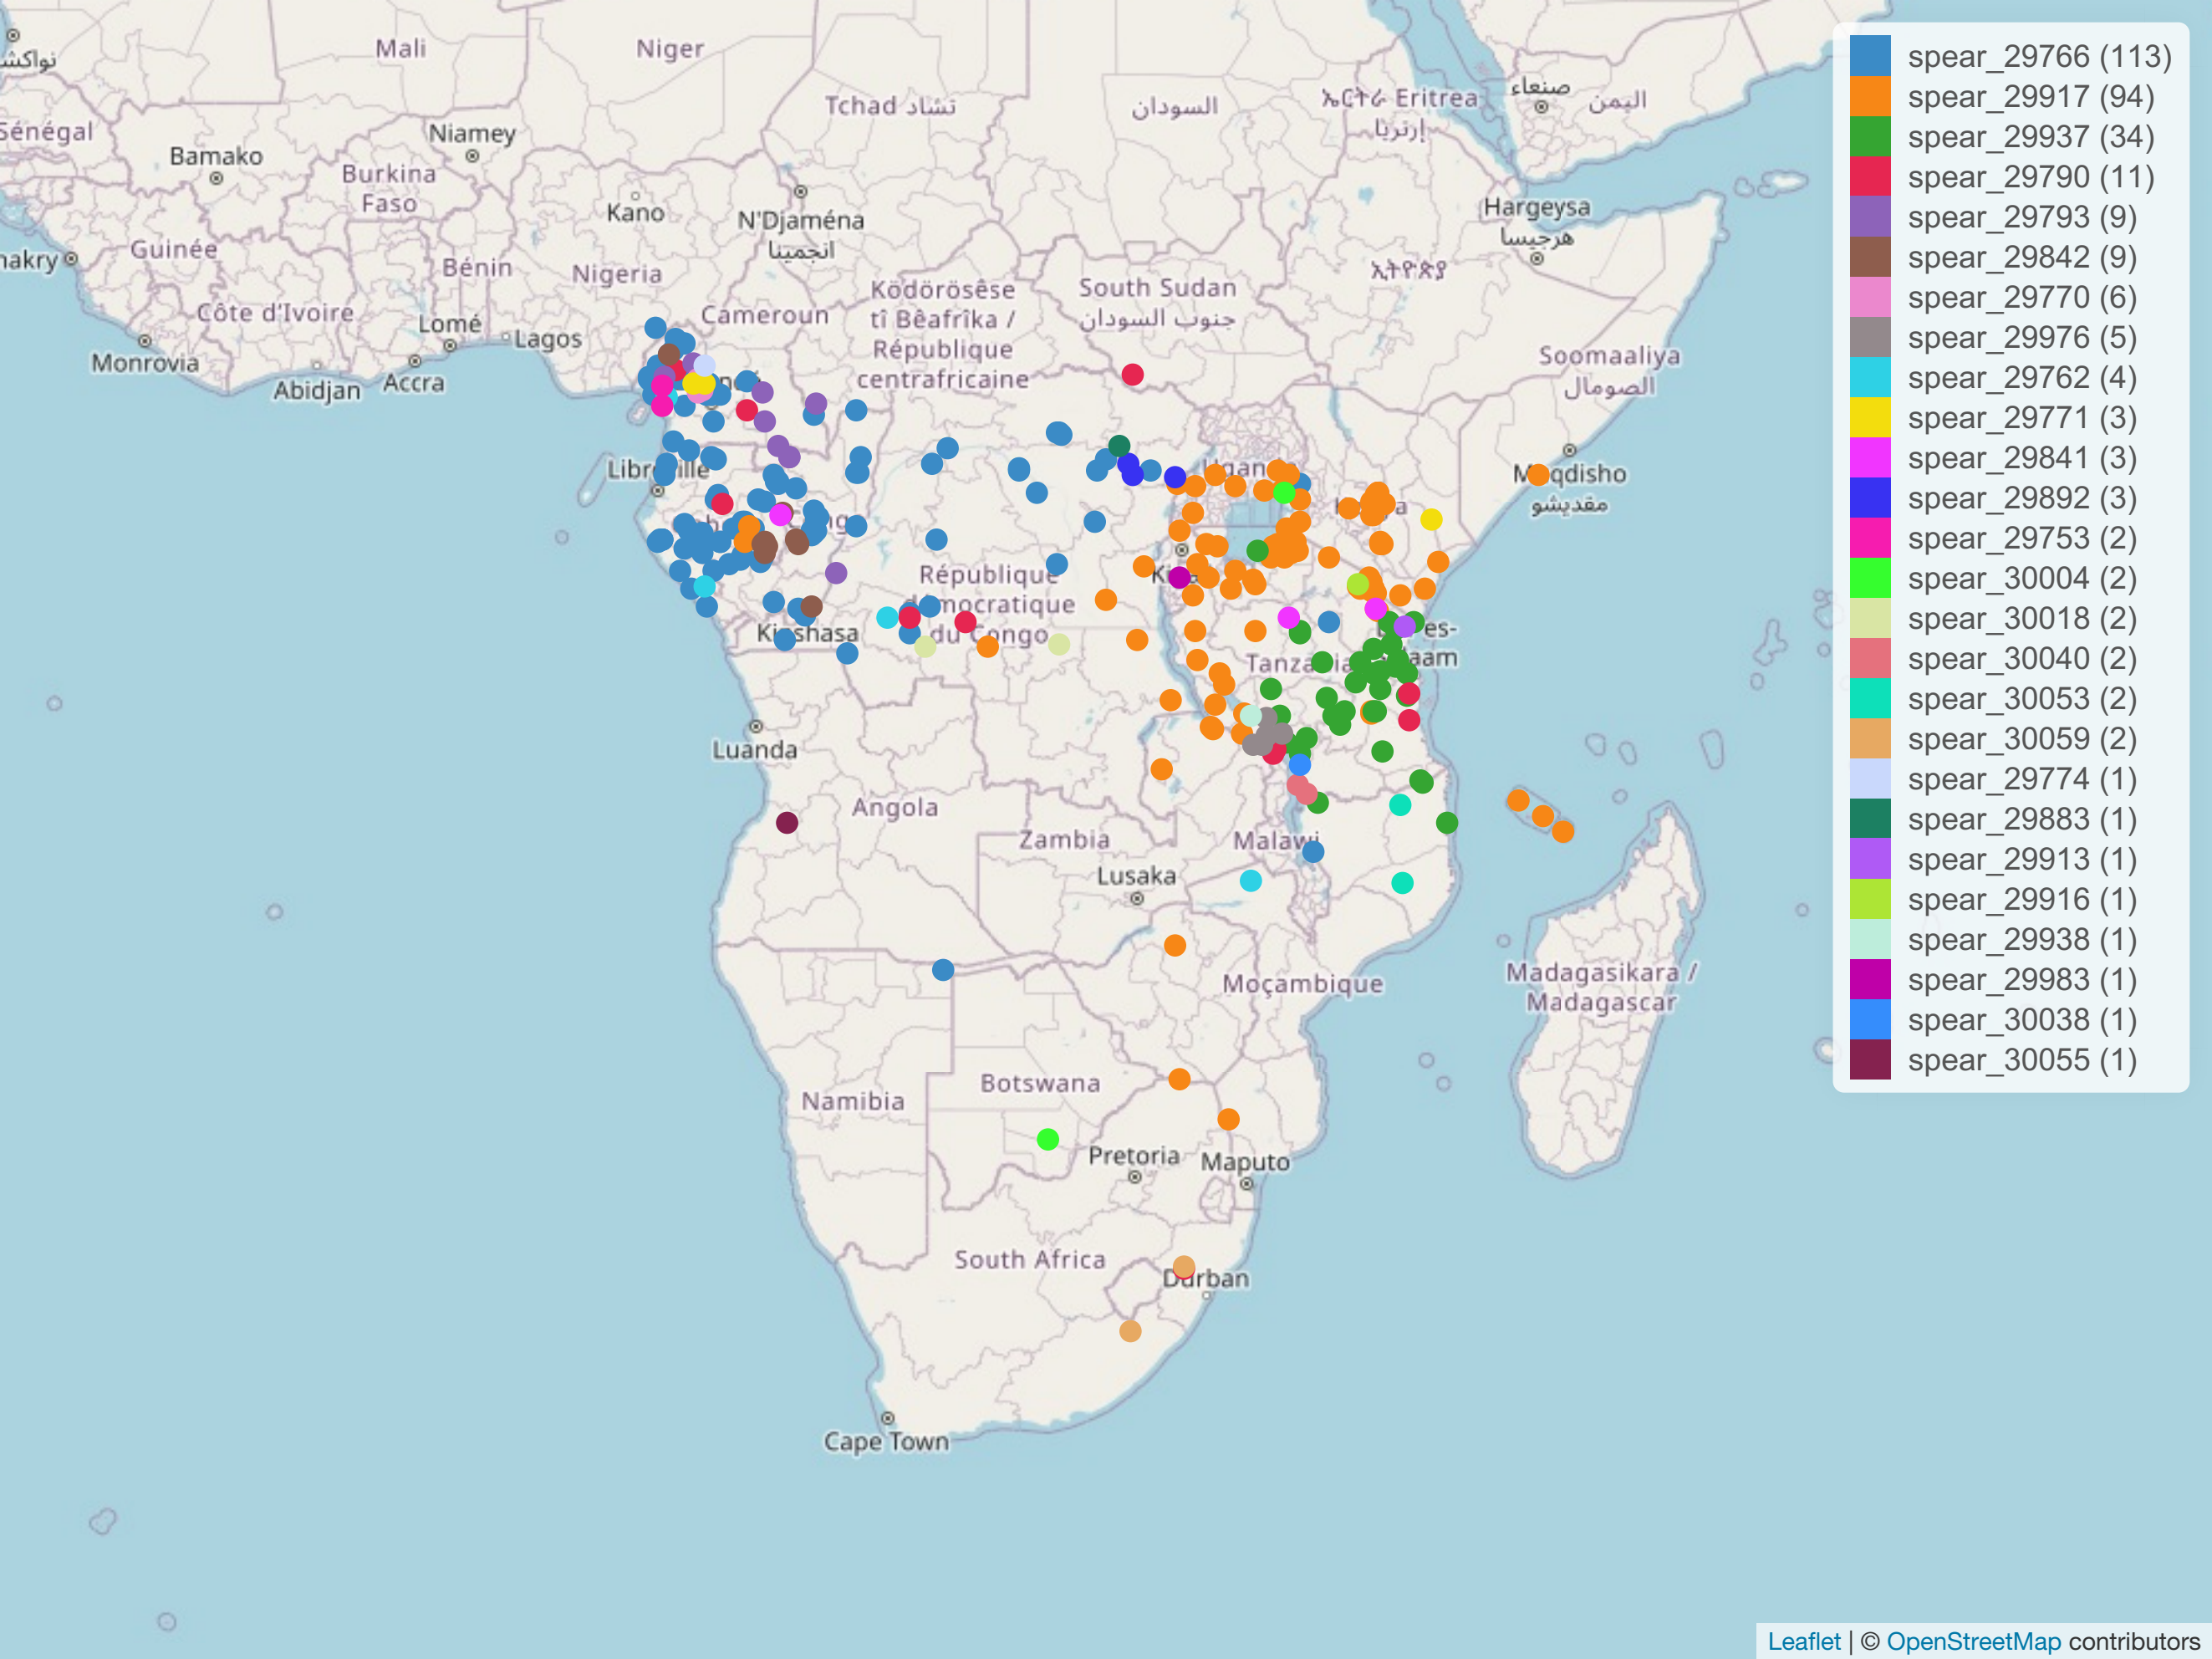 Mali
Niger
Tchad تشاد
السودان
ኤርትራ Eritrea
إرتريا
صنعاء
اليمن
Sénégal
Bamako
Niamey
Burkina
Faso
Kano
N'Djaména
انجمينا
Hargeysa
هرجيسا
Guinée
Bénin
Nigeria
Ködörösêse
tî Bêafrîka /
République
centrafricaine
South Sudan
جنوب السودان
ኢትዮጵያ
Côte d'Ivoire
Lomé
Lagos
Cameroun
Monrovia
Abidjan
Accra
Soomaaliya
الصومال
Muqdisho
مقديشو
République
démocratique
du Congo
Kinshasa
Tanzania
Luanda
Angola
Zambia
Malawi
Lusaka
Moçambique
Madagasikara /
Madagascar
Namibia
Botswana
Pretoria
Maputo
South Africa
Durban
Cape Town
spear_29766 (113)
spear_29917 (94)
spear_29937 (34)
spear_29790 (11)
spear_29793 (9)
spear_29842 (9)
spear_29770 (6)
spear_29976 (5)
spear_29762 (4)
spear_29771 (3)
spear_29841 (3)
spear_29892 (3)
spear_29753 (2)
spear_30004 (2)
spear_30018 (2)
spear_30040 (2)
spear_30053 (2)
spear_30059 (2)
spear_29774 (1)
spear_29883 (1)
spear_29913 (1)
spear_29916 (1)
spear_29938 (1)
spear_29983 (1)
spear_30038 (1)
spear_30055 (1)
Leaflet | © OpenStreetMap contributors